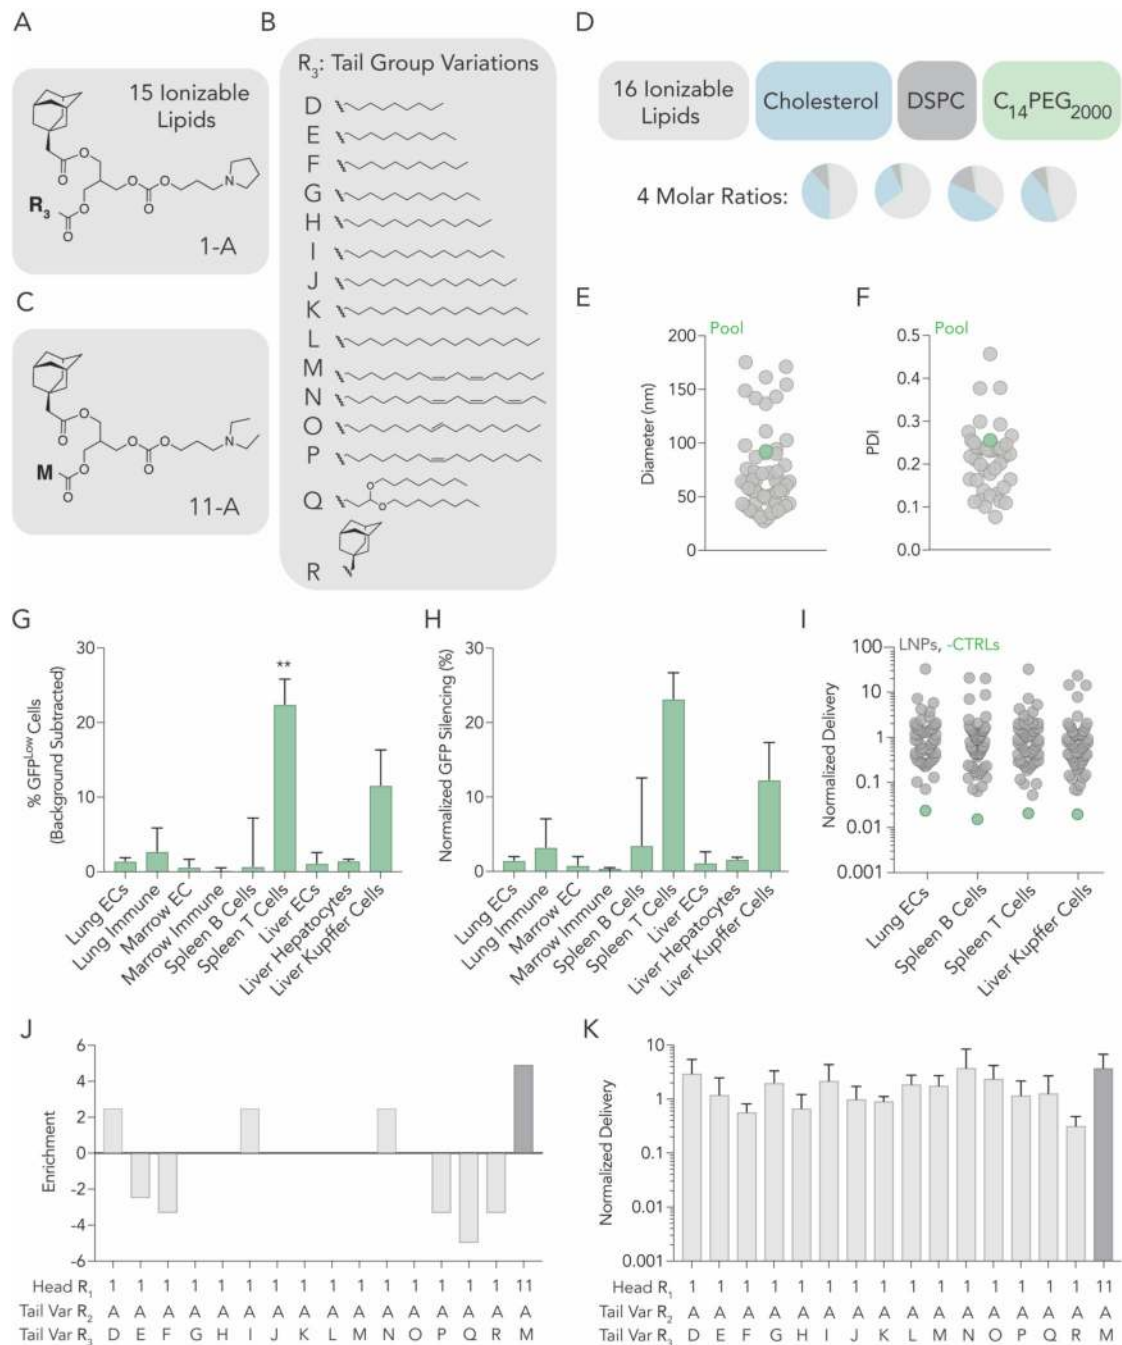 A
15 Ionizable
Lipids
O
O
O
O
O
N
R3
O
O
1-A
B
R3: Tail Group Variations
D
E
F
G
H
I
J
K
L
M
N
O
P
O
Q
O
R
C
O
O
O
O
O
N
M
O
O
11-A
D
16 Ionizable
Lipids
Cholesterol
DSPC
C14PEG2000
4 Molar Ratios:
E
Pool
200
150
100
50
0
Diameter (nm)
F
Pool
0.5
0.4
0.3
0.2
0.1
0.0
PDI
G
30
20
10
0
% GFPLow Cells
(Background Subtracted)
**
Lung ECs
Lung Immune
Marrow EC
Marrow Immune
Spleen B Cells
Spleen T Cells
Liver ECs
Liver Hepatocytes
Liver Kupffer Cells
H
30
20
10
0
Normalized GFP Silencing (%)
Lung ECs
Lung Immune
Marrow EC
Marrow Immune
Spleen B Cells
Spleen T Cells
Liver ECs
Liver Hepatocytes
Liver Kupffer Cells
I
LNPs, -CTRLs
100
10
1
0.1
0.01
0.001
Normalized Delivery
Lung ECs
Spleen B Cells
Spleen T Cells
Liver Kupffer Cells
J
6
4
2
0
-2
-4
-6
Enrichment
Head R1 1 1 1 1 1 1 1 1 1 1 1 1 1 1 1 11
Tail Var R2 A A A A A A A A A A A A A A A A
Tail Var R3 D E F G H I J K L M N O P Q R M
K
10
1
0.1
0.01
0.001
Normalized Delivery
Head R1 1 1 1 1 1 1 1 1 1 1 1 1 1 1 1 11
Tail Var R2 A A A A A A A A A A A A A A A A
Tail Var R3 D E F G H I J K L M N O P Q R M